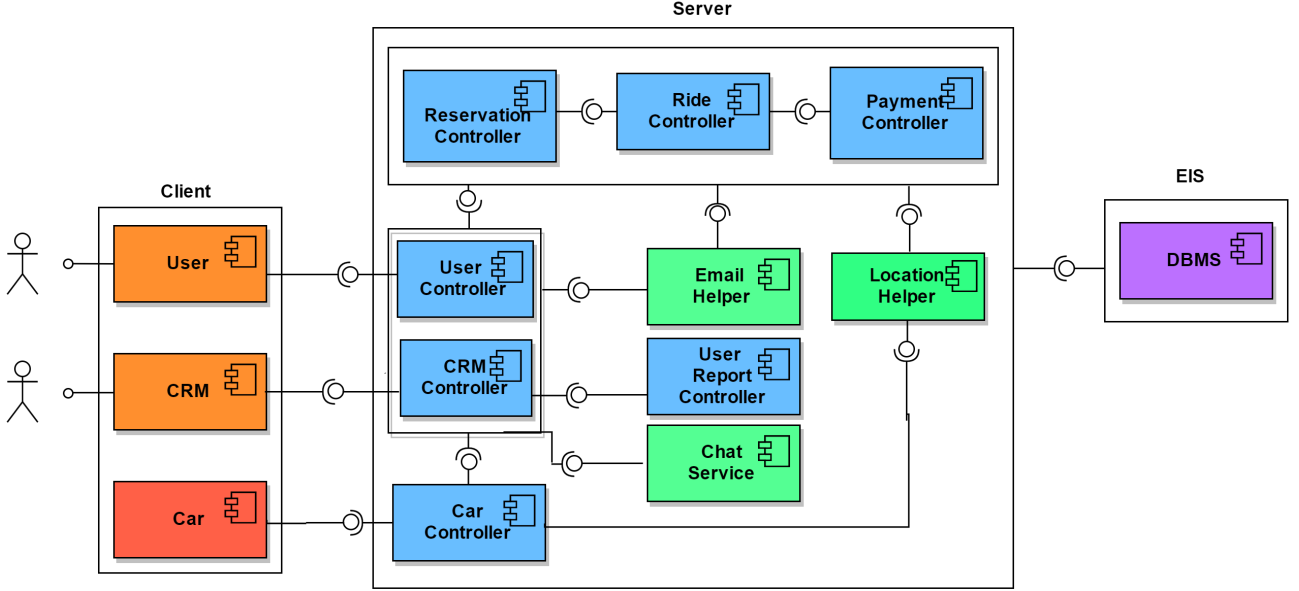 Server
Reservation
Controller
Ride
Controller
Payment
Controller
Client
EIS
User
User
Controller
Email
Helper
Location
Helper
DBMS
CRM
CRM
Controller
User
Report
Controller
Chat
Service
Car
Car
Controller